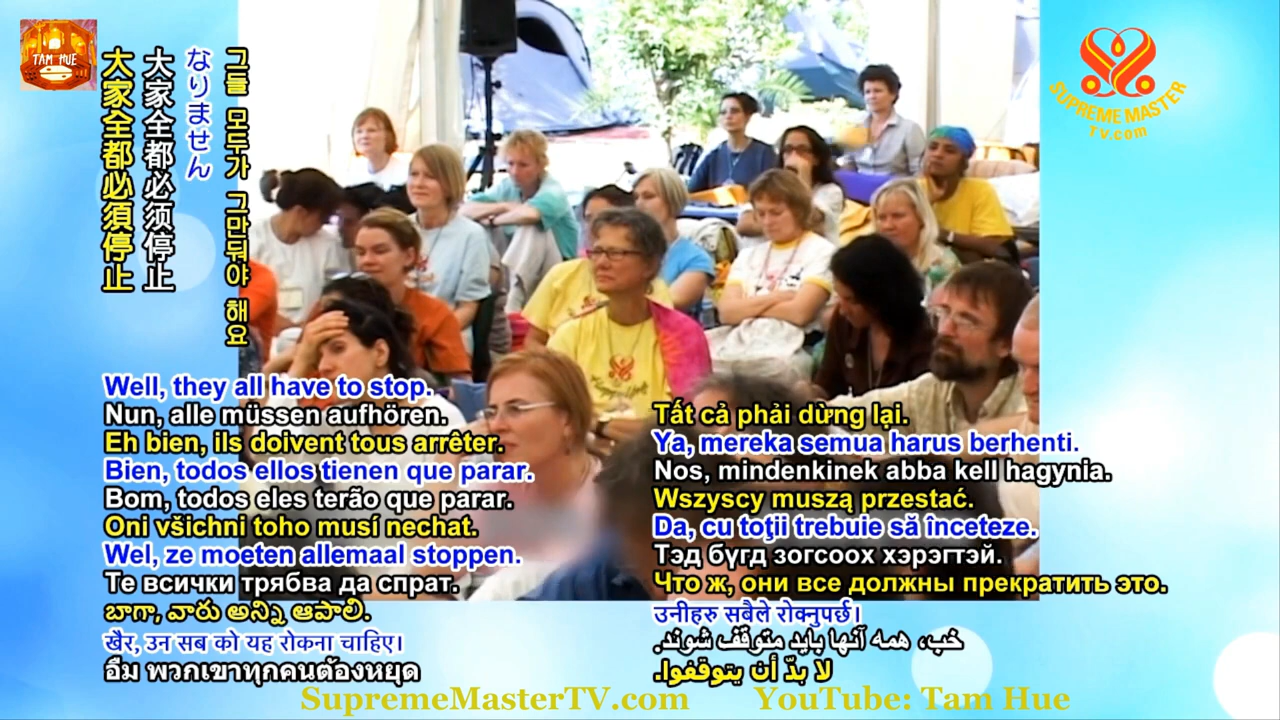 TAM HUE
大家全都必須停止
大家全都必须停止
なりません
그들 모두가 그만둬야 해요
SUPREME MASTER
TV.com
Well, they all have to stop.
Nun, alle müssen aufhören.
Eh bien, ils doivent tous arrêter.
Bien, todos ellos tienen que parar.
Bom, todos eles terão que parar.
Oni všichni toho musí nechat.
Wel, ze moeten allemaal stoppen.
Те всички трябва да спрат.
బాగా, వారు అన్ని ఆపాలి.
खैर, उन सब को यह रोकना चाहिए।
อืม พวกเขาทุกคนต้องหยุด
Tất cả phải dừng lại.
Ya, mereka semua harus berhenti.
Nos, mindenkinek abba kell hagynia.
Wszyscy muszą przestać.
Da, cu toţii trebuie să înceteze.
Тэд бүгд зогсоох хэрэгтэй.
Что ж, они все должны прекратить это.
उनीहरु सबैले रोक्नुपर्छ।
خب، همه آنها باید متوقف شوند.
لا بدّ أن يتوقفوا.
SupremeMasterTV.com YouTube: Tam Hue